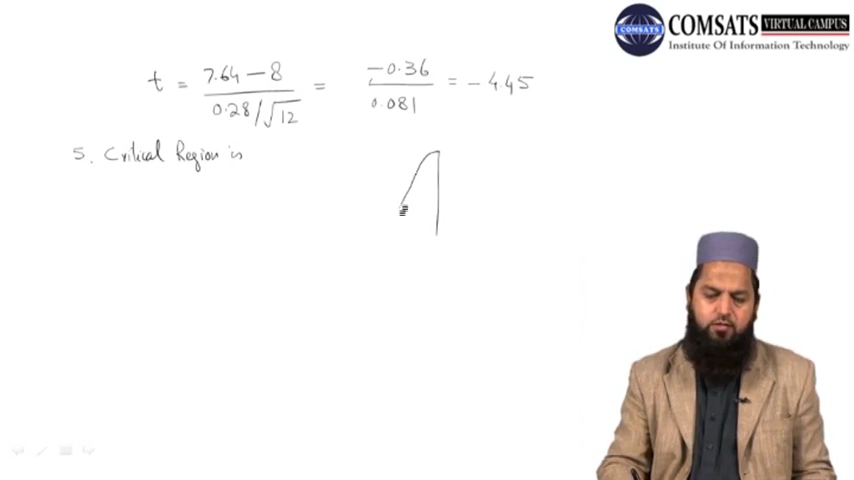 COMSATS VIRTUAL CAMPUS
Institute Of Information Technology
t = 7.64 – 8 / 0.28/√12 = –0.36 / 0.081 = – 4.45
5. Critical Region is